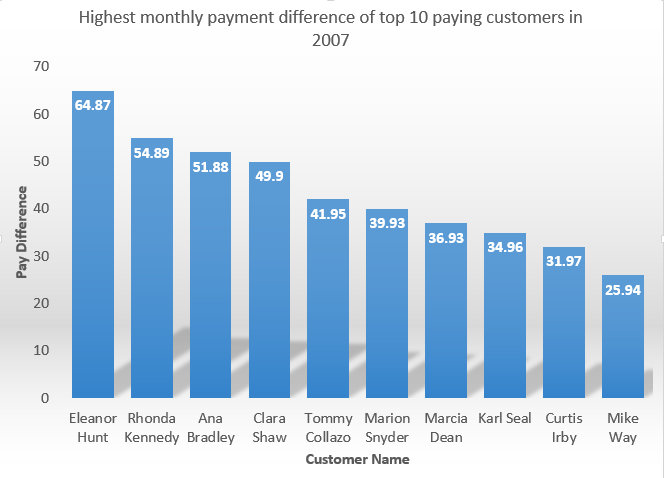 Highest monthly payment difference of top 10 paying customers in
2007
70
60
50
40
30
20
10
0
Pay Difference
64.87
54.89
51.88
49.9
41.95
39.93
36.93
34.96
31.97
25.94
Eleanor
Hunt
Rhonda
Kennedy
Ana
Bradley
Clara
Shaw
Tommy
Collazo
Marion
Snyder
Marcia
Dean
Karl Seal
Curtis
Irby
Mike
Way
Customer Name